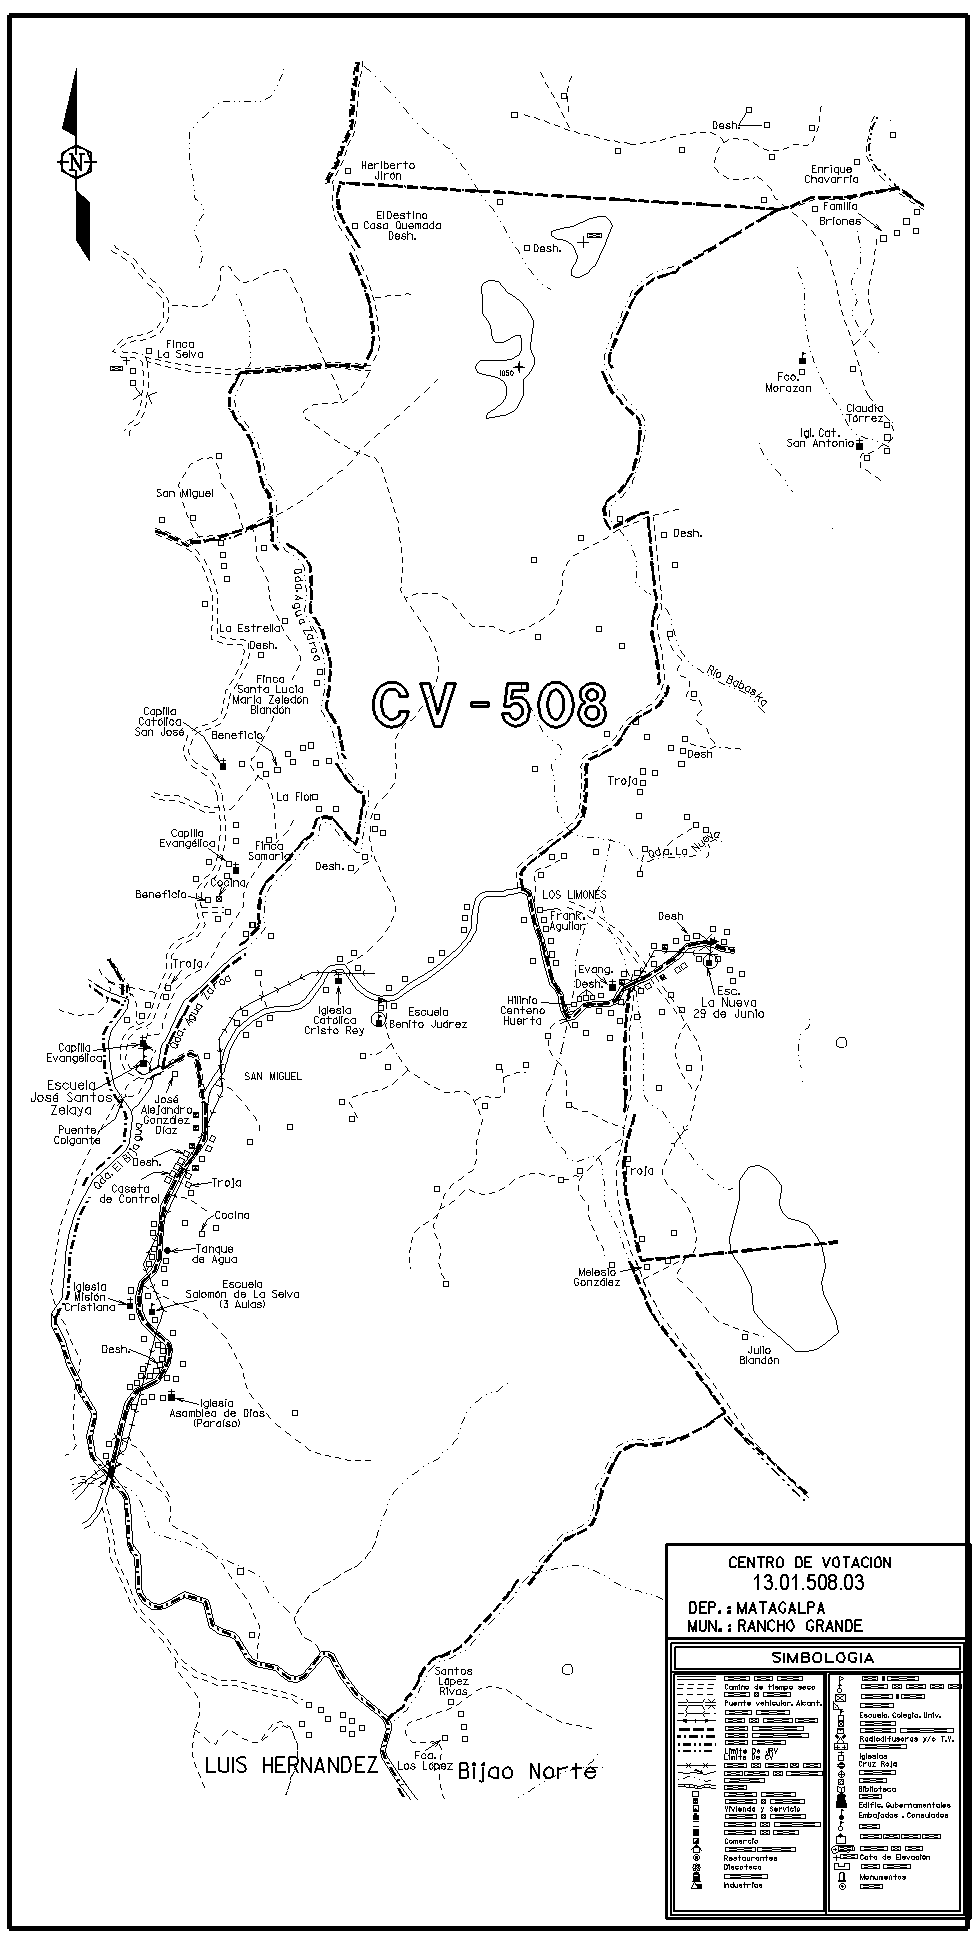 N
Heriberto
Jirón
El Destino
Casa Quemada
Desh.
Desh.
Desh.
Enrique
Chavarria
Familia
Briones
1050
Finca
La Selva
Fco.
Morazan
Claudia
Torrez
Igl. Cat.
San Antonio
San Miguel
Desh.
Qda. Agua Zarca
La Estrella
Desh.
Finca
Santa Lucia
Maria Zeledón
Blandón
Río Babaska
CV-508
Capilla
Católica
San José
Beneficio
Desh
Troja
La Flor
Capilla
Evangélica
Finca
Samaria
Desh.
Qda. La Nueva
Cocina
Beneficio
LOS LIMONES
Frank
Aguilar
Desh
Troja
Evang.
Desh.
Esc.
La Nueva
29 de Junio
Hilinia
Centeno
Huerta
Iglesia
Católica
Cristo Rey
Escuela
Benito Juárez
Capilla
Evangélica
Escuela
José Santos
Zelaya
SAN MIGUEL
Puente
Colgante
José
Alejandro
González
Díaz
Qda. El Bijao
Desh.
Caseta
de Control
Troja
Troja
Cocina
Tanque
de Agua
Melesio
González
Iglesia
Misión
Cristiana
Escuela
Salomón de La Selva
(3 Aulas)
Desh.
Julio
Blandón
Iglesia
Asamblea de Dios
(Paraíso)
Santos
López
Rivas
Fca.
Los López
LUIS HERNANDEZ
Bijao Norte
CENTRO DE VOTACION
13.01.508.03
DEP.: MATAGALPA
MUN.: RANCHO GRANDE
SIMBOLOGIA
Camino de tiempo seco
Puente vehicular. Alcant.
Límite De JRV
Límite De CV
Vivienda y Servicio
Comercio
Restaurantes
Discoteca
Industrias
Escuela. Colegio. Univ.
Radiodifusoras y/o T.V.
Iglesias
Cruz Roja
Biblioteca
Edific. Gubernamentales
Embajadas . Consulados
Cota de Elevación
Monumentos